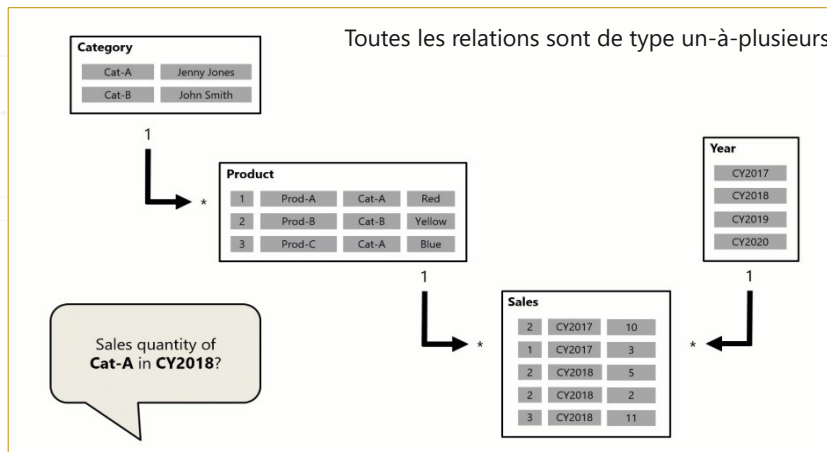 Toutes les relations sont de type un-à-plusieurs
Category
Cat-A Jenny Jones
Cat-B John Smith
1
*
Product
1 Prod-A Cat-A Red
2 Prod-B Cat-B Yellow
3 Prod-C Cat-A Blue
Year
CY2017
CY2018
CY2019
CY2020
1
1
*
*
Sales
2 CY2017 10
1 CY2017 3
2 CY2018 5
2 CY2018 2
3 CY2018 11
Sales quantity of
Cat-A in CY2018?